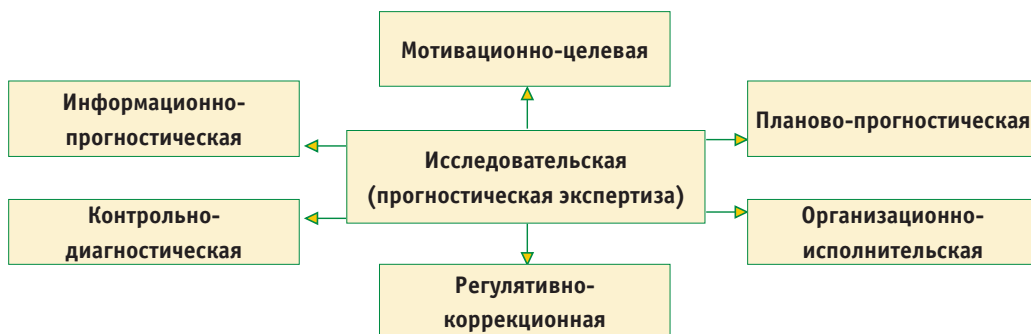 Мотивационно-целевая
Информационно-
прогностическая
Планово-прогностическая
Исследовательская
(прогностическая экспертиза)
Контрольно-
диагностическая
Организационно-
исполнительская
Регулятивно-
коррекционная